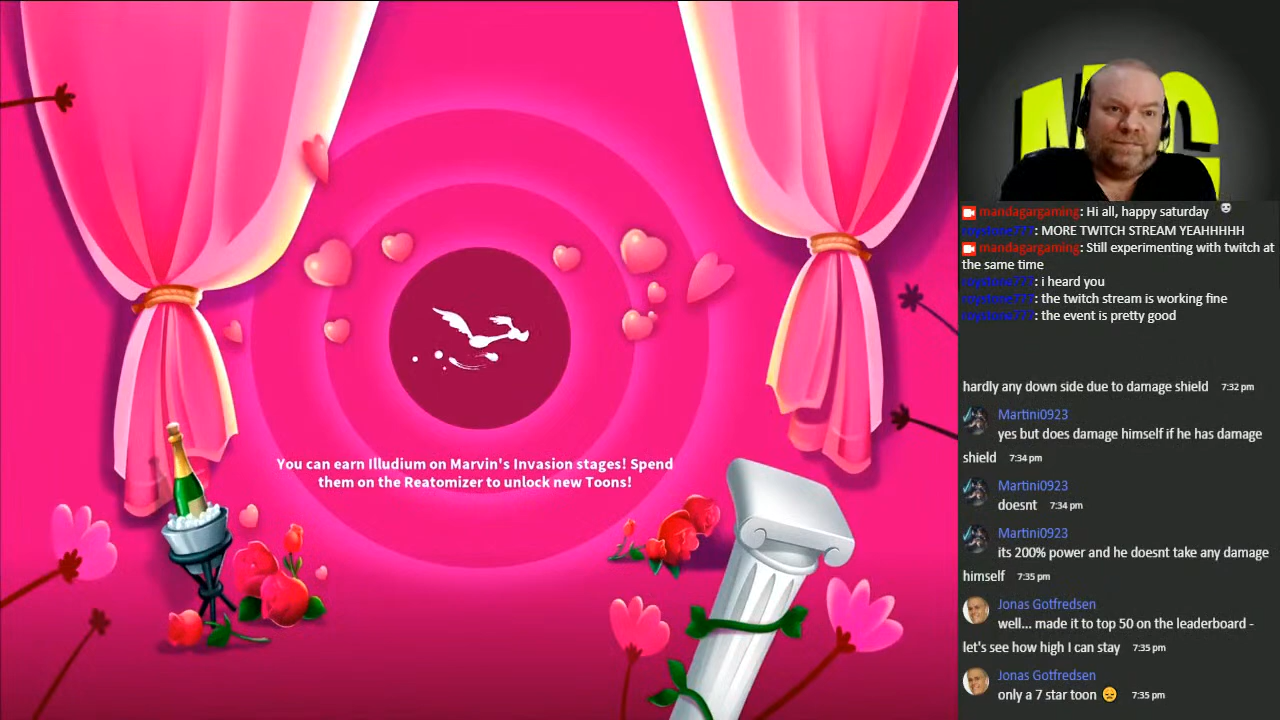 You can earn Illudium on Marvin's Invasion stages! Spend
them on the Reatomizer to unlock new Toons!
mandagargaming: Hi all, happy saturday
roystone777: MORE TWITCH STREAM YEAHHHHH
mandagargaming: Still experimenting with twitch at
the same time
roystone777: i heard you
roystone777: the twitch stream is working fine
roystone777: the event is pretty good
hardly any down side due to damage shield 7:32 pm
Martini0923
yes but does damage himself if he has damage
shield 7:34 pm
Martini0923
doesnt 7:34 pm
Martini0923
its 200% power and he doesnt take any damage
himself 7:35 pm
Jonas Gotfredsen
well... made it to top 50 on the leaderboard -
let's see how high I can stay 7:35 pm
Jonas Gotfredsen
only a 7 star toon 😞 7:35 pm